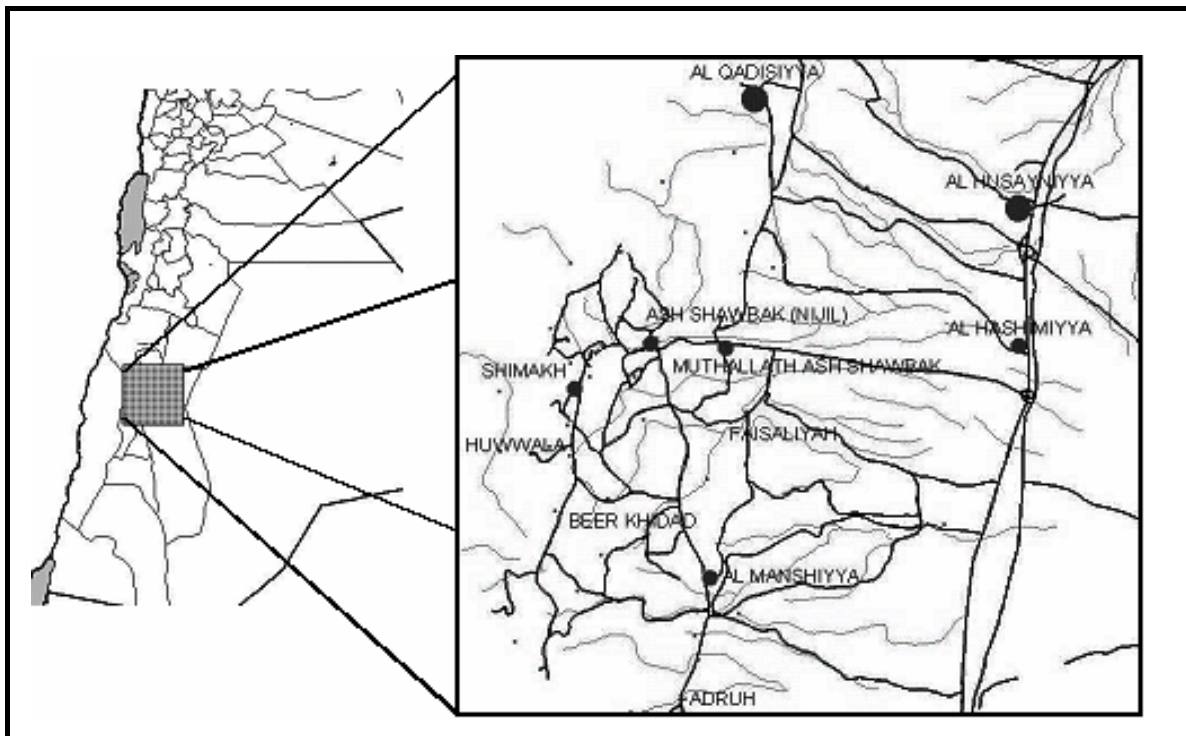 AL QADISIYYA
AL HUSAYNIYYA
ASH SHAWBAK (NIJIL)
AL HASHIMIYYA
SHIMAKH
MUTHALLATH ASH SHAWBAK
FAISALIYAH
HUWWALA
BEER KHIDAD
AL MANSHIYYA
ADRUH